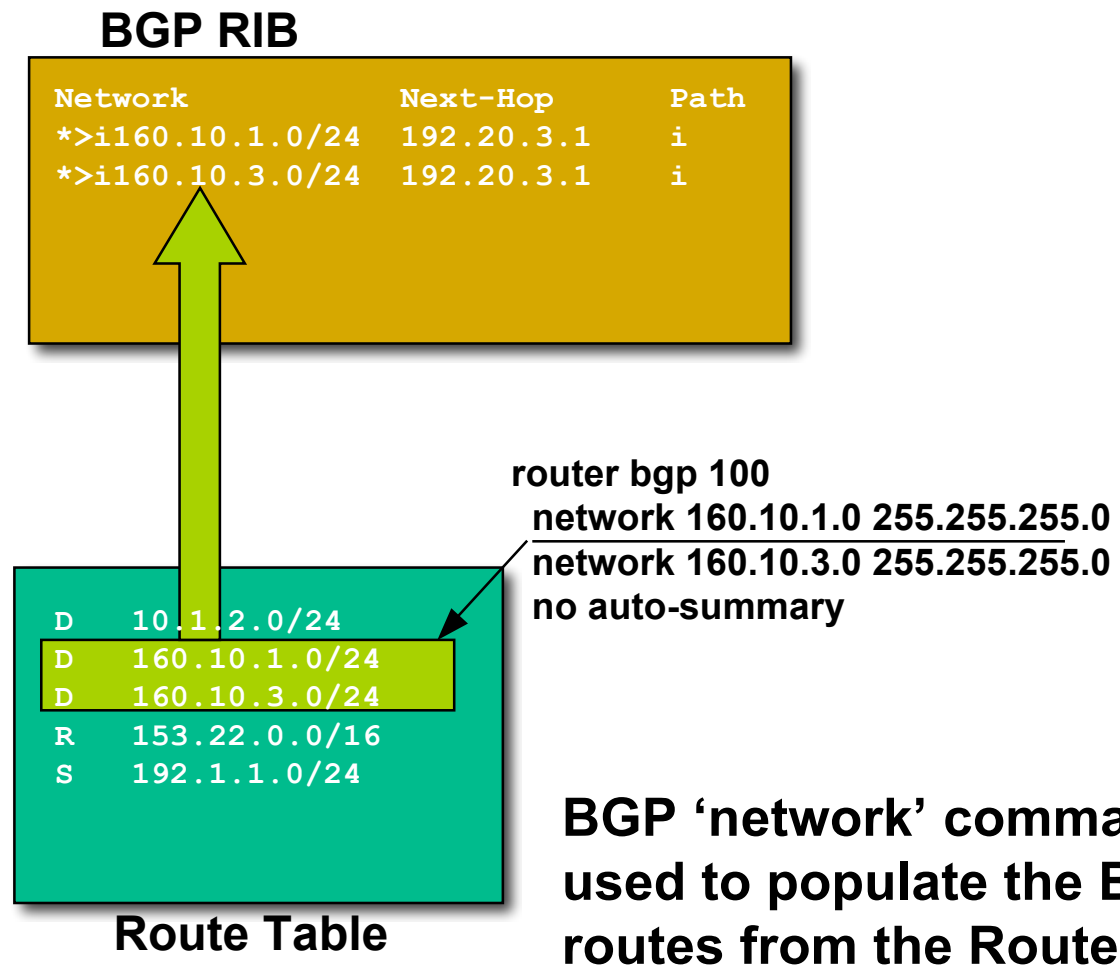 BGP RIB
Network Next-Hop Path
*>i160.10.1.0/24 192.20.3.1 i
*>i160.10.3.0/24 192.20.3.1 i
router bgp 100
network 160.10.1.0 255.255.255.0
network 160.10.3.0 255.255.255.0
no auto-summary
D 10.1.2.0/24
D 160.10.1.0/24
D 160.10.3.0/24
R 153.22.0.0/16
S 192.1.1.0/24
Route Table
BGP ‘network’
used to populate the
routes from the Route